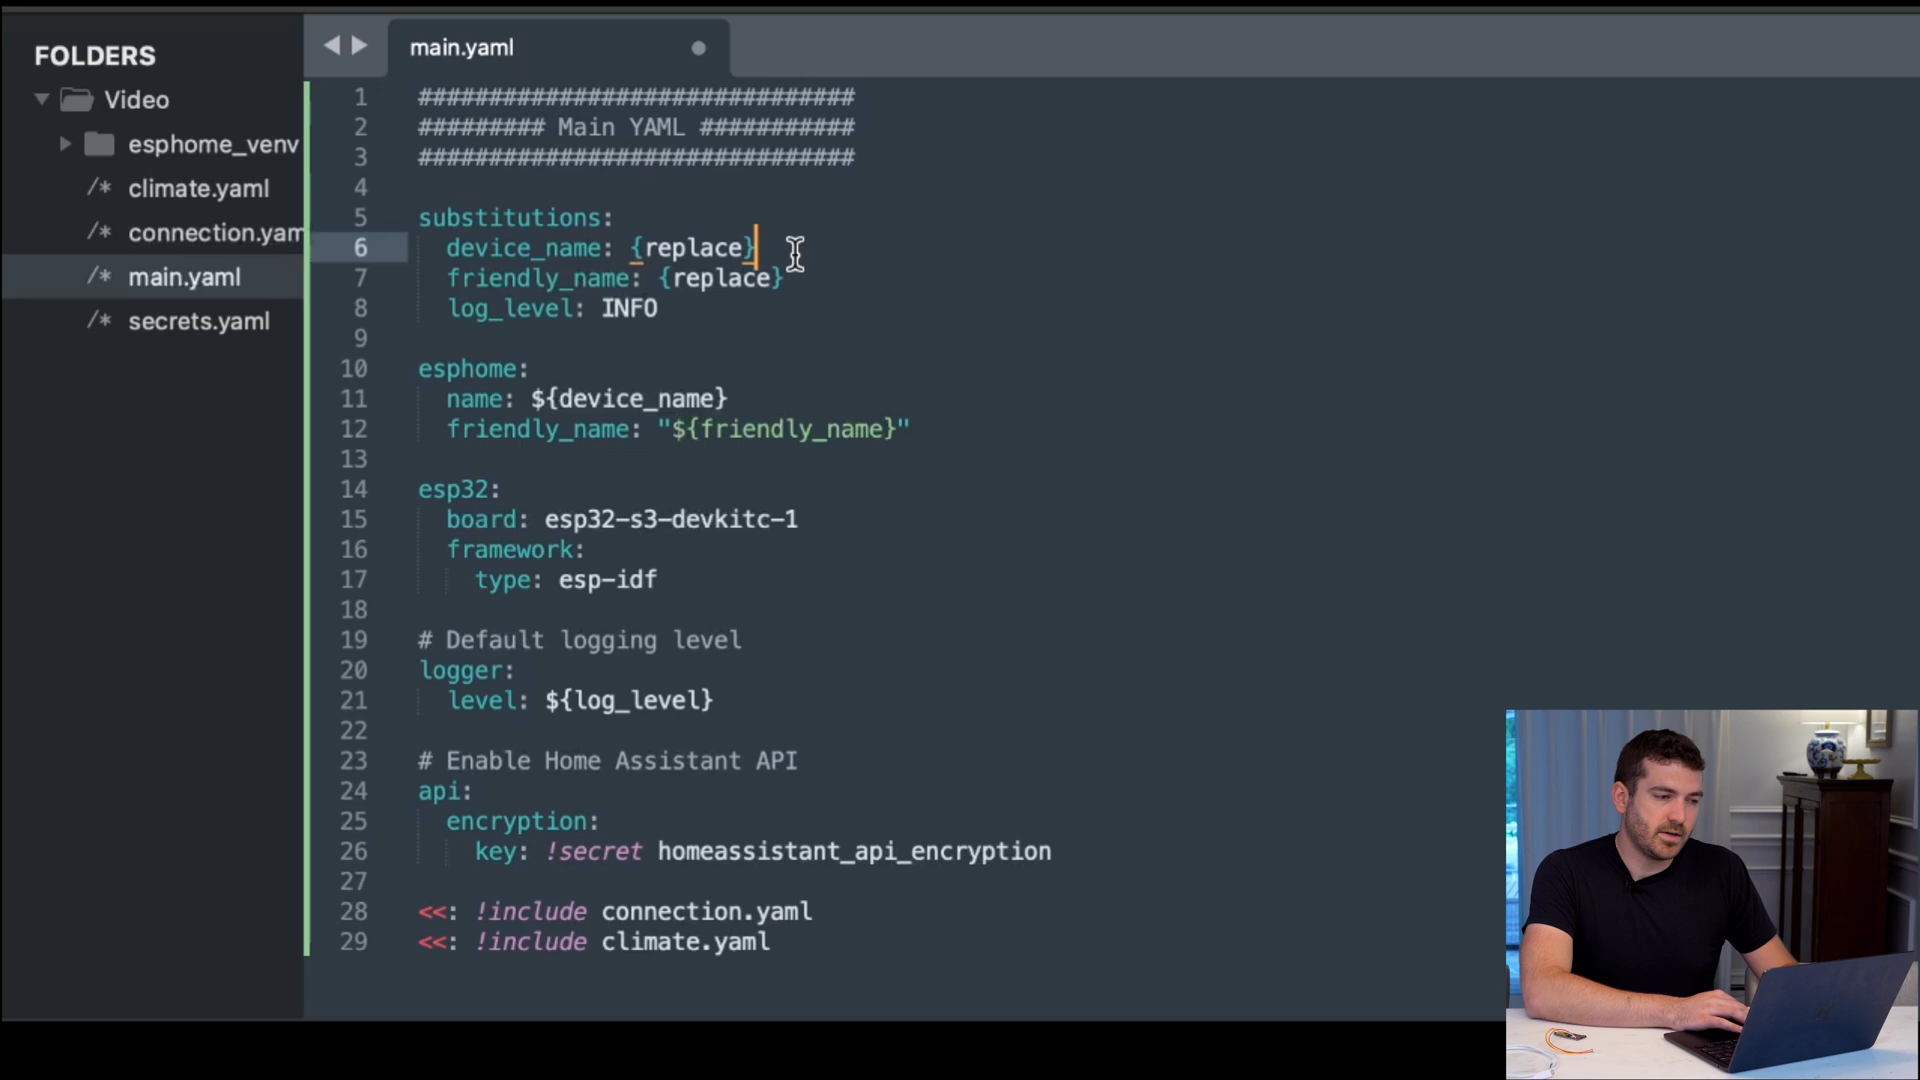 FOLDERS
Video
esphome_venv
/* climate.yaml
/* connection.yam
/* main.yaml
/* secrets.yaml
main.yaml
1 ###############################
2 ######### Main YAML ###########
3 ###############################
4
5 substitutions:
6 device_name: {replace}
7 friendly_name: {replace}
8 log_level: INFO
9
10 esphome:
11 name: ${device_name}
12 friendly_name: "${friendly_name}"
13
14 esp32:
15 board: esp32-s3-devkitc-1
16 framework:
17 type: esp-idf
18
19 # Default logging level
20 logger:
21 level: ${log_level}
22
23 # Enable Home Assistant API
24 api:
25 encryption:
26 key: !secret homeassistant_api_encryption
27
28 <<: !include connection.yaml
29 <<: !include climate.yaml